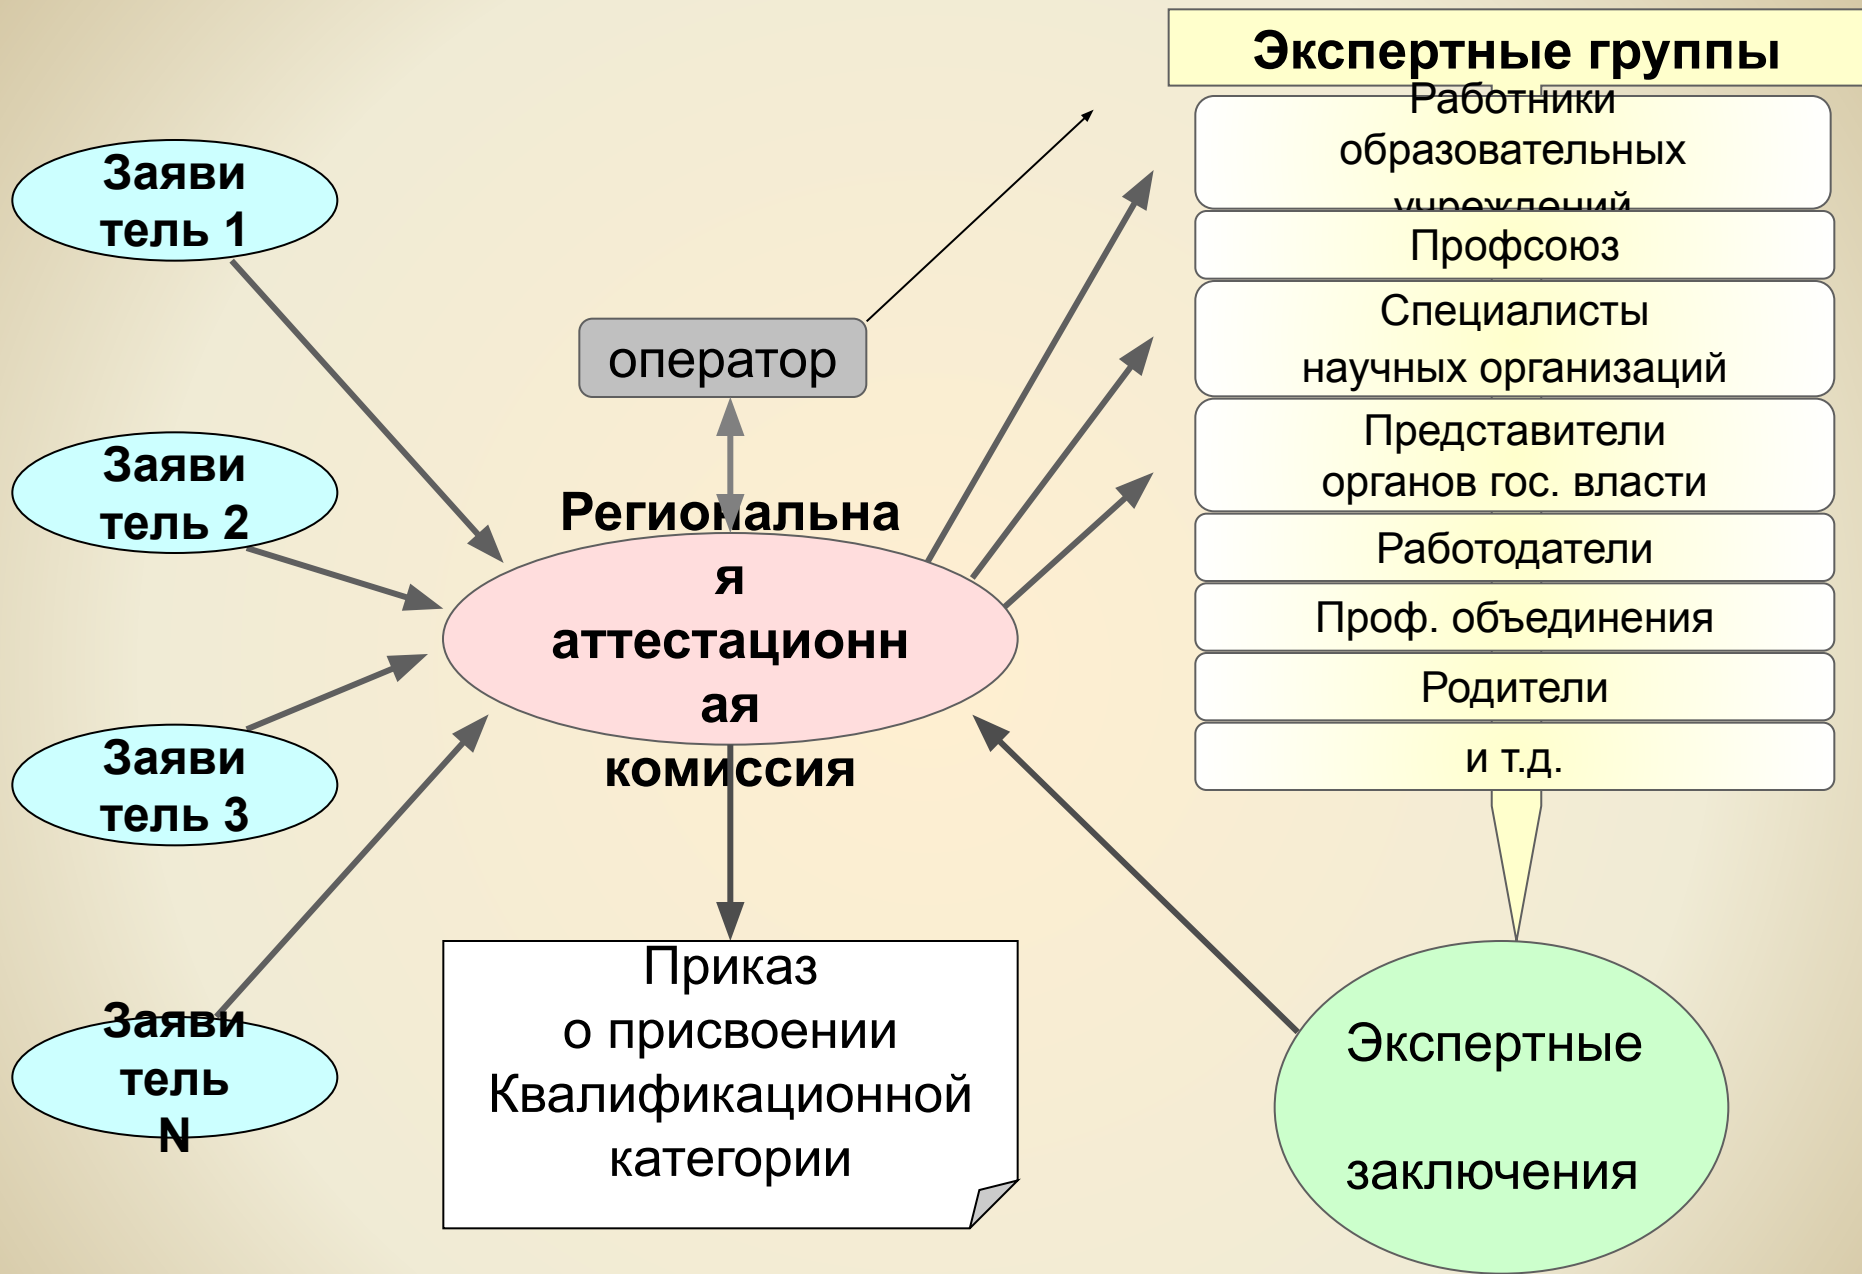 Экспертные группы
Работники
образовательных
учреждений
Профсоюз
Специалисты
научных организаций
Представители
органов гос. власти
Работодатели
Проф. объединения
Родители
и т.д.
Заяви
тель 1
Заяви
тель 2
Заяви
тель 3
Заяви
тель
N
оператор
Региональна
я
аттестационн
ая
комиссия
Приказ
о присвоении
Квалификационной
категории
Экспертные
заключения